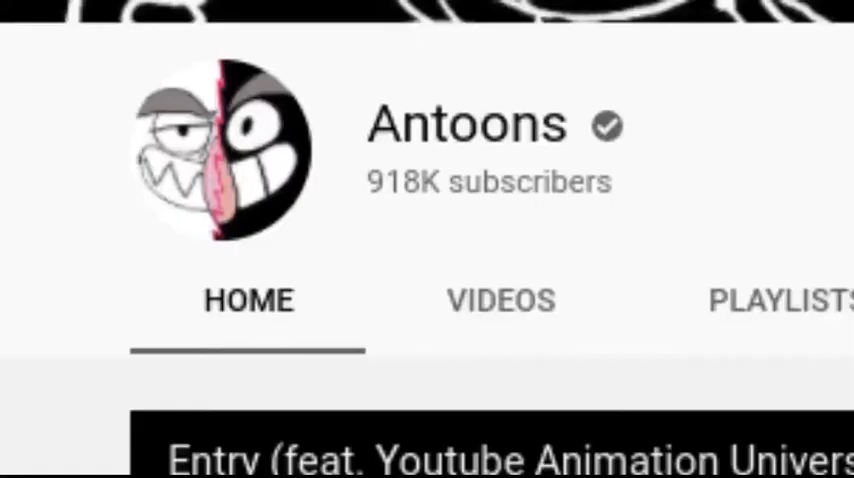 Antoons
918K subscribers
HOME VIDEOS PLAYLISTS
Entry (feat. Youtube Animation Univers